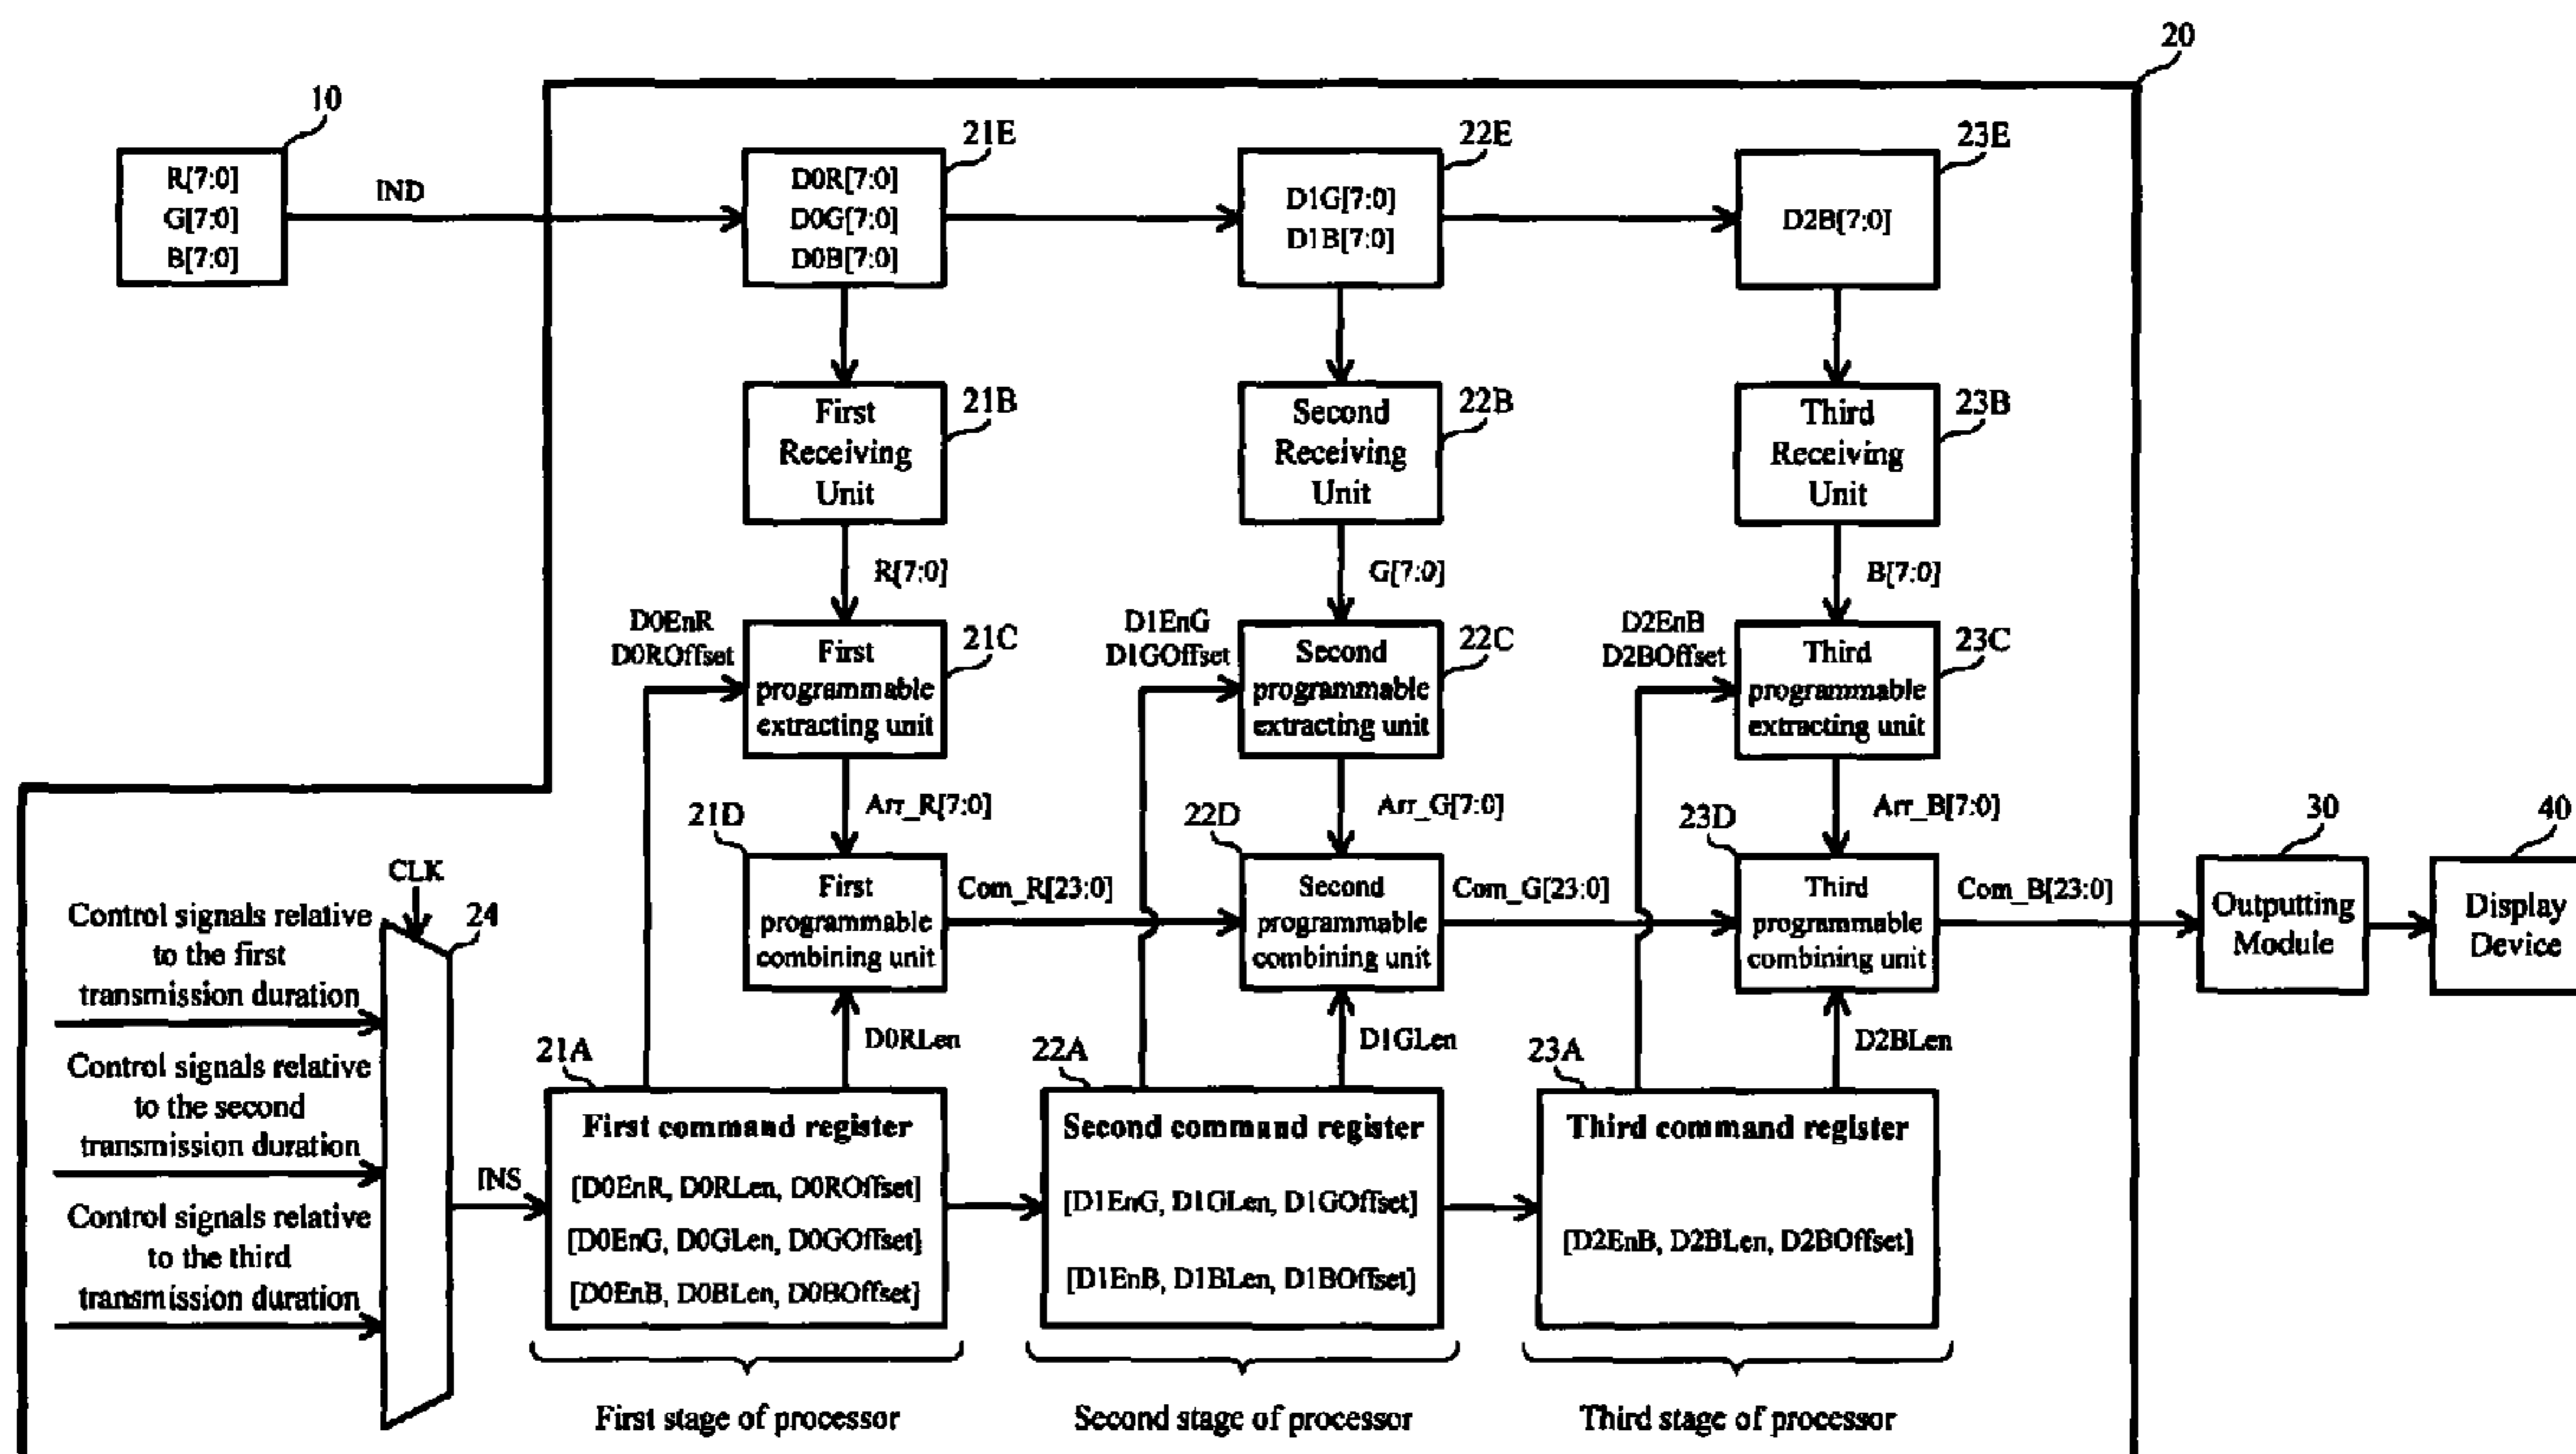 20
10
21E
22E
23E
R[7:0]
G[7:0]
B[7:0]
IND
D0R[7:0]
D0G[7:0]
D0B[7:0]
D1G[7:0]
D1B[7:0]
D2B[7:0]
21B
22B
23B
First
Receiving
Unit
Second
Receiving
Unit
Third
Receiving
Unit
R[7:0]
G[7:0]
B[7:0]
D0EnR
D0ROffset
21C
First
programmable
extracting unit
D1EnG
D1GOffset
22C
Second
programmable
extracting unit
D2EnB
D2BOffset
23C
Third
programmable
extracting unit
Arr_R[7:0]
Arr_G[7:0]
Arr_B[7:0]
21D
22D
23D
30
40
First
programmable
combining unit
Com_R[23:0]
Second
programmable
combining unit
Com_G[23:0]
Third
programmable
combining unit
Com_B[23:0]
Outputting
Module
Display
Device
CLK
24
Control signals relative
to the first
transmission duration
Control signals relative
to the second
transmission duration
Control signals relative
to the third
transmission duration
INS
D0RLen
D1GLen
D2BLen
21A
22A
23A
First command register
[D0EnR, D0RLen, D0ROffset]
[D0EnG, D0GLen, D0GOffset]
[D0EnB, D0BLen, D0BOffset]
Second command register
[D1EnG, D1GLen, D1GOffset]
[D1EnB, D1BLen, D1BOffset]
Third command register
[D2EnB, D2BLen, D2BOffset]
First stage of processor
Second stage of processor
Third stage of processor